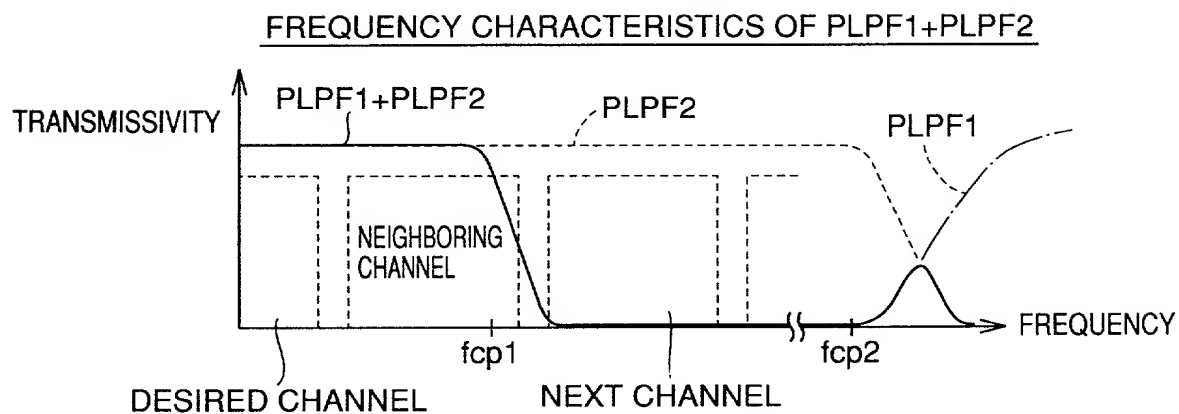 FREQUENCY CHARACTERISTICS OF PLPF1+PLPF2
PLPF1+PLPF2
PLPF2
PLPF1
TRANSMISSIVITY
NEIGHBORING
CHANNEL
fcp1
fcp2
FREQUENCY
DESIRED CHANNEL
NEXT CHANNEL